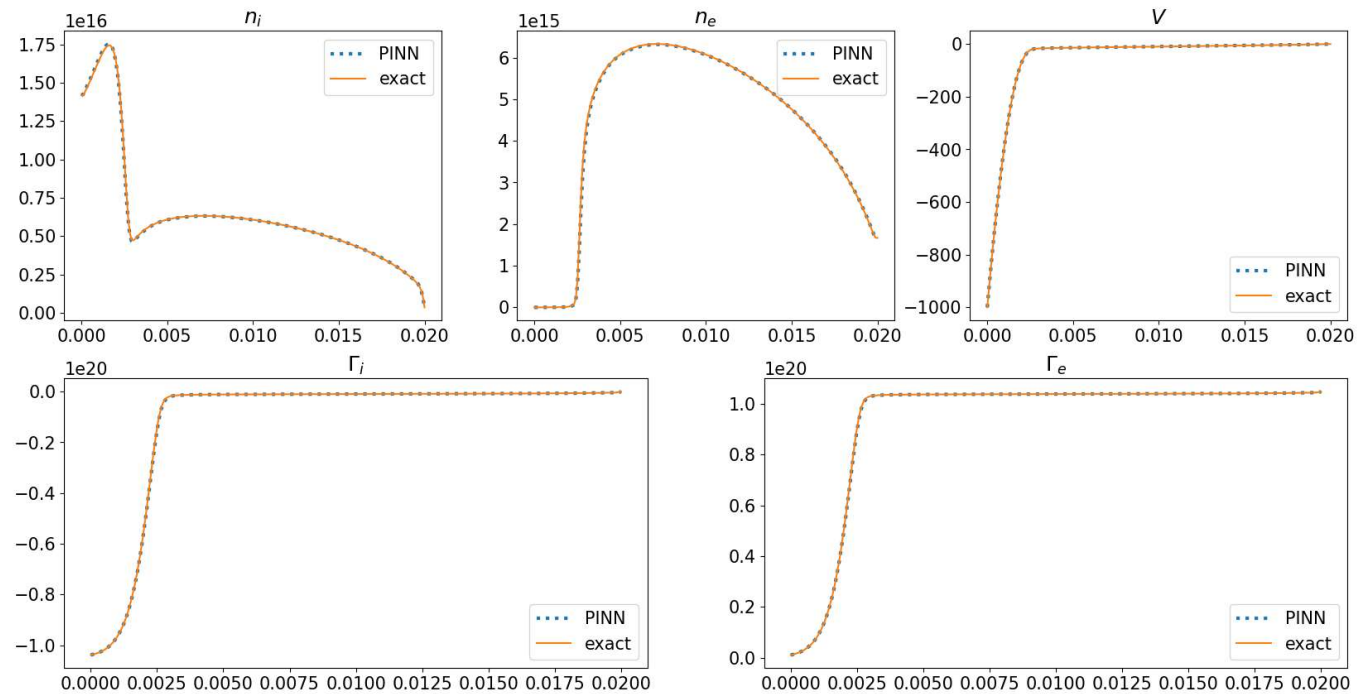 n_i
1e16
1.75
1.50
1.25
1.00
0.75
0.50
0.25
0.00
0.000 0.005 0.010 0.015 0.020
PINN
exact
n_e
1e15
6
5
4
3
2
1
0
0.000 0.005 0.010 0.015 0.020
PINN
exact
V
0
−200
−400
−600
−800
−1000
0.000 0.005 0.010 0.015 0.020
PINN
exact
Γ_i
1e20
0.0
−0.2
−0.4
−0.6
−0.8
−1.0
0.0000 0.0025 0.0050 0.0075 0.0100 0.0125 0.0150 0.0175 0.0200
PINN
exact
Γ_e
1e20
1.0
0.8
0.6
0.4
0.2
0.0
0.0000 0.0025 0.0050 0.0075 0.0100 0.0125 0.0150 0.0175 0.0200
PINN
exact